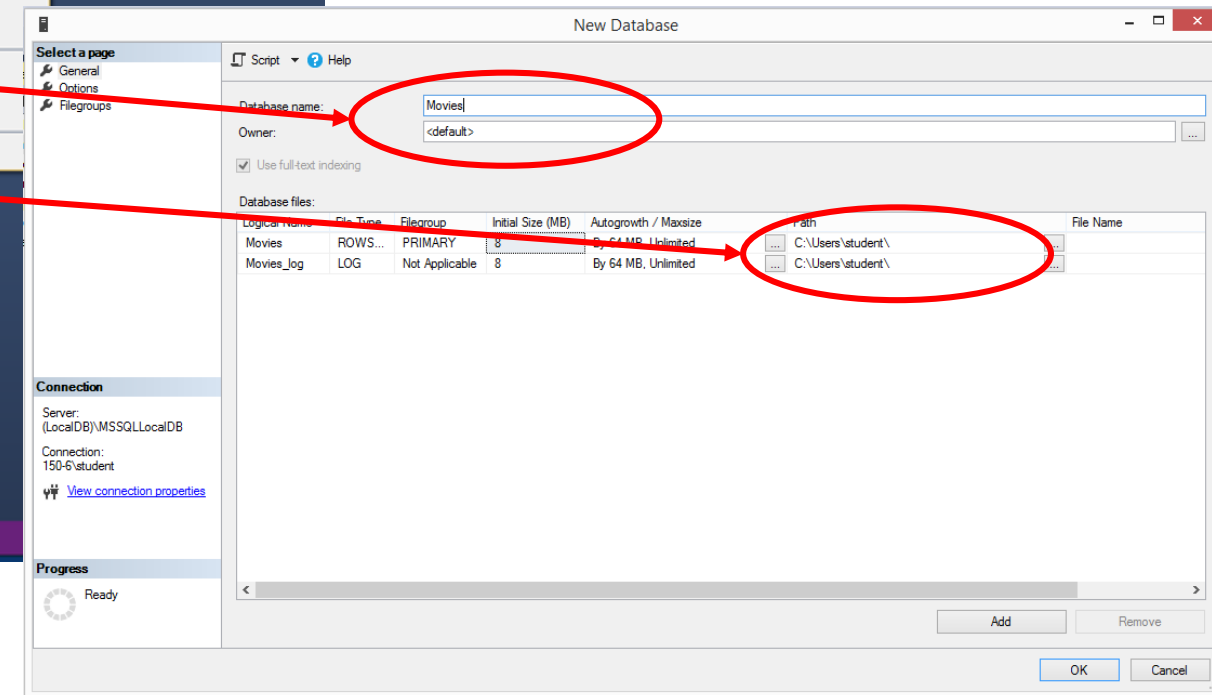 New Database
Select a page
General
Options
Filegroups
Script Help
Database name: Movies
Owner: <default> ...
Use full-text indexing
Database files:
Logical Name File Type Filegroup Initial Size (MB) Autogrowth / Maxsize Path File Name
Movies ROWS... PRIMARY 8 By 64 MB, Unlimited ... C:\Users\student\ ...
Movies_log LOG Not Applicable 8 By 64 MB, Unlimited ... C:\Users\student\ ...
Connection
Server:
(LocalDB)\MSSQLLocalDB
Connection:
150-6\student
View connection properties
Progress
Ready
Add Remove
OK Cancel